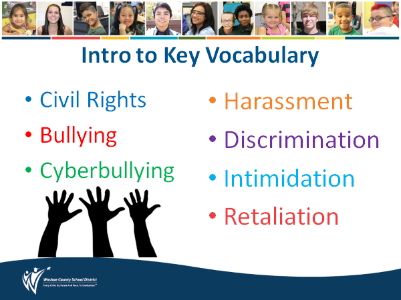 Intro to Key Vocabulary
• Civil Rights
• Bullying
• Cyberbullying
• Harassment
• Discrimination
• Intimidation
• Retaliation
Washoe County School District